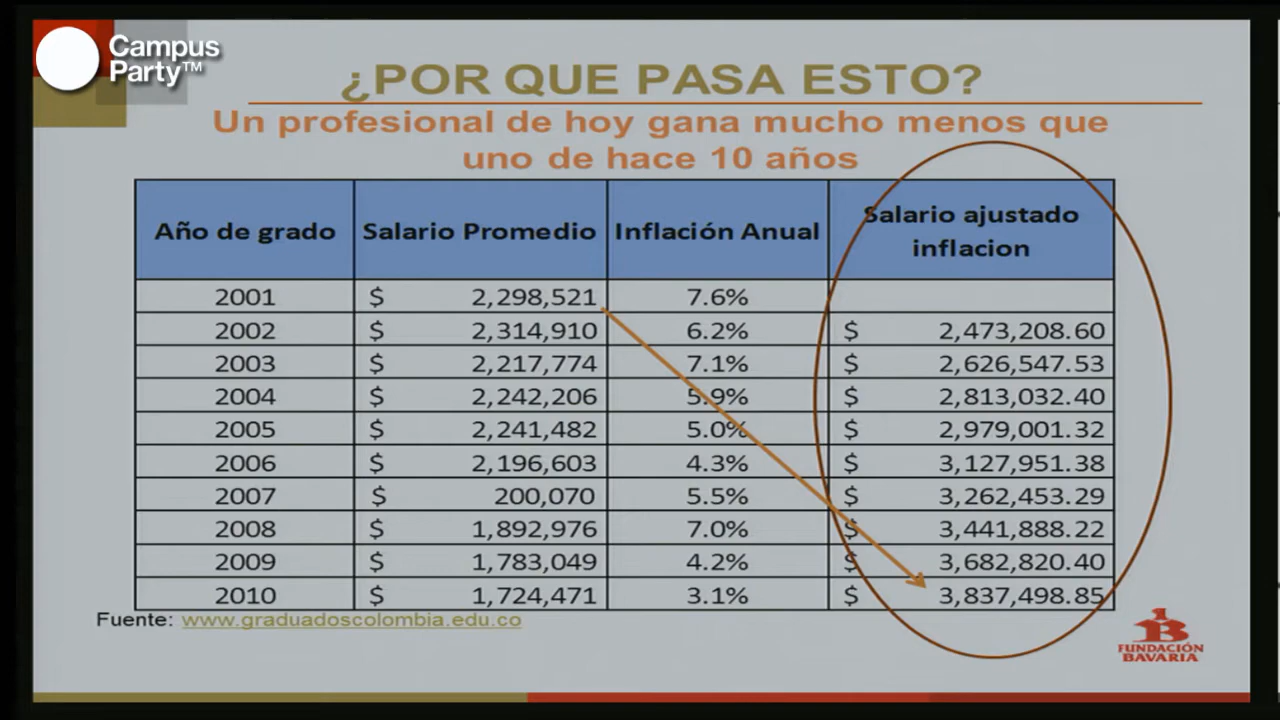 Campus
Party™
¿POR QUE PASA ESTO?
Un profesional de hoy gana mucho menos que
uno de hace 10 años
Año de grado Salario Promedio Inflación Anual Salario ajustado inflacion
2001 $ 2,298,521 7.6%
2002 $ 2,314,910 6.2% $ 2,473,208.60
2003 $ 2,217,774 7.1% $ 2,626,547.53
2004 $ 2,242,206 5.9% $ 2,813,032.40
2005 $ 2,241,482 5.0% $ 2,979,001.32
2006 $ 2,196,603 4.3% $ 3,127,951.38
2007 $ 200,070 5.5% $ 3,262,453.29
2008 $ 1,892,976 7.0% $ 3,441,888.22
2009 $ 1,783,049 4.2% $ 3,682,820.40
2010 $ 1,724,471 3.1% $ 3,837,498.85
Fuente: www.graduadoscolombia.edu.co
FUNDACIÓN
BAVARIA